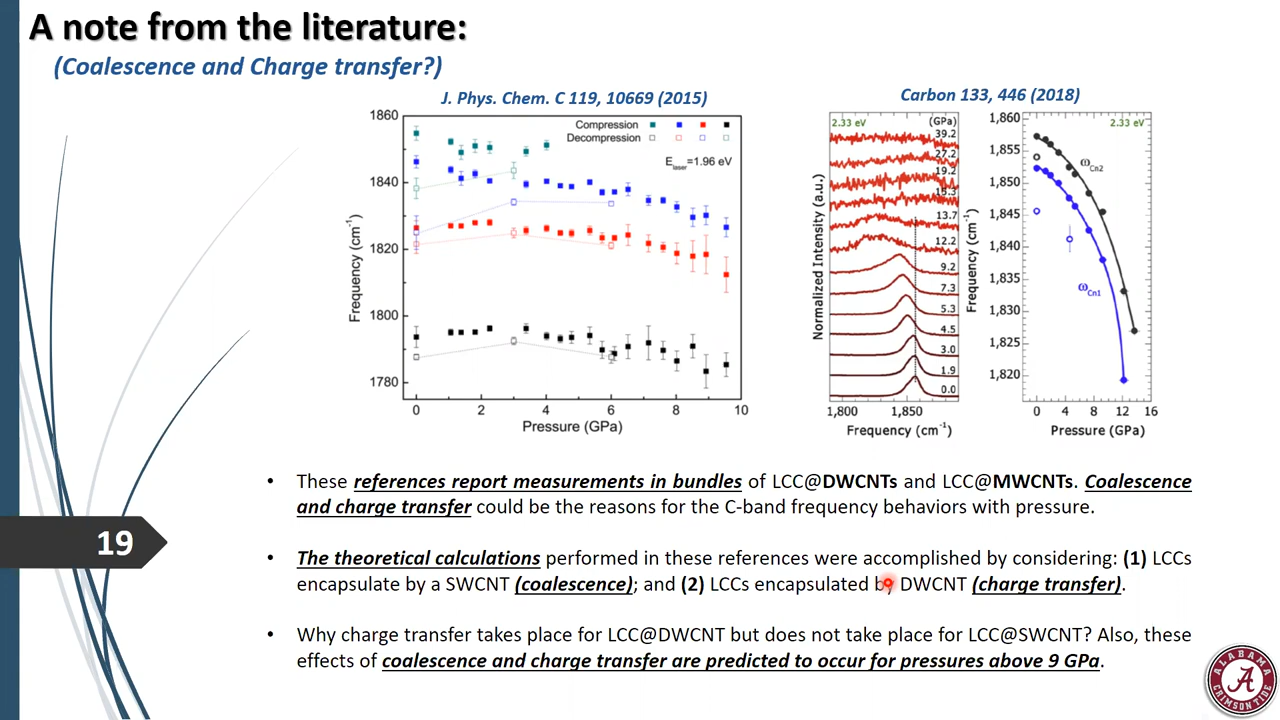 A note from the literature:
(Coalescence and Charge transfer?)
J. Phys. Chem. C 119, 10669 (2015)
1860
1840
1820
1800
1780
Frequency (cm⁻¹)
Compression
Decompression
E_laser=1.96 eV
0
2
4
6
8
10
Pressure (GPa)
Carbon 133, 446 (2018)
2.33 eV
(GPa)
39.2
27.2
19.2
15.3
13.7
12.2
9.2
7.3
5.3
4.5
3.0
1.9
0.0
Normalized Intensity (a.u.)
1,800
1,850
Frequency (cm⁻¹)
Frequency (cm⁻¹)
1,860
1,855
1,850
1,845
1,840
1,835
1,830
1,825
1,820
2.33 eV
ω_Cn2
ω_Cn1
0
4
8
12
16
Pressure (GPa)
• These references report measurements in bundles of LCC@DWCNTs and LCC@MWCNTs. Coalescence
and charge transfer could be the reasons for the C-band frequency behaviors with pressure.
• The theoretical calculations performed in these references were accomplished by considering: (1) LCCs
encapsulate by a SWCNT (coalescence); and (2) LCCs encapsulated by DWCNT (charge transfer).
• Why charge transfer takes place for LCC@DWCNT but does not take place for LCC@SWCNT? Also, these
effects of coalescence and charge transfer are predicted to occur for pressures above 9 GPa.
19
ALABAMA
A
CRIMSON TIDE